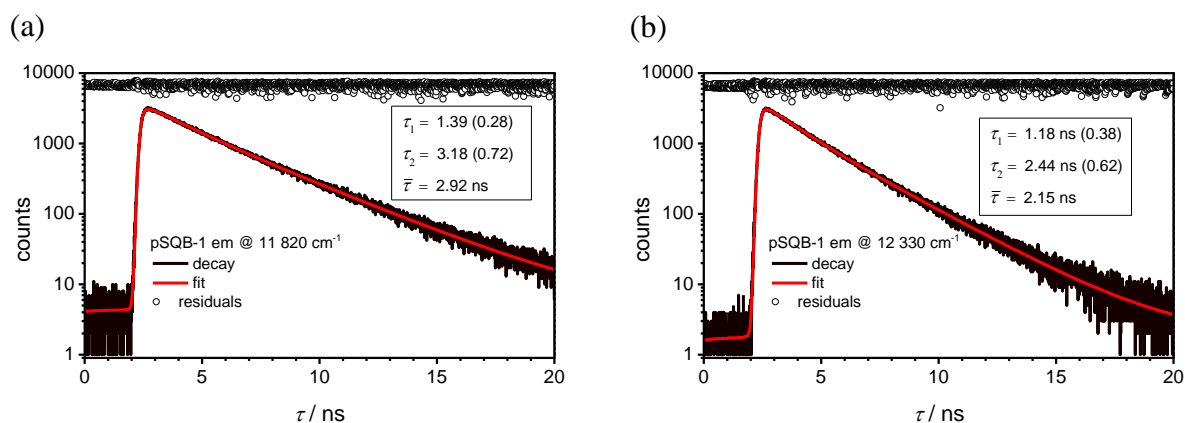 (a)
10000
1000
100
10
1
counts
τ₁ = 1.39 (0.28)
τ₂ = 3.18 (0.72)
τ̅ = 2.92 ns
pSQB-1 em @ 11 820 cm⁻¹
decay
fit
residuals
0 5 10 15 20
τ / ns
(b)
10000
1000
100
10
1
counts
τ₁ = 1.18 ns (0.38)
τ₂ = 2.44 ns (0.62)
τ̅ = 2.15 ns
pSQB-1 em @ 12 330 cm⁻¹
decay
fit
residuals
0 5 10 15 20
τ / ns